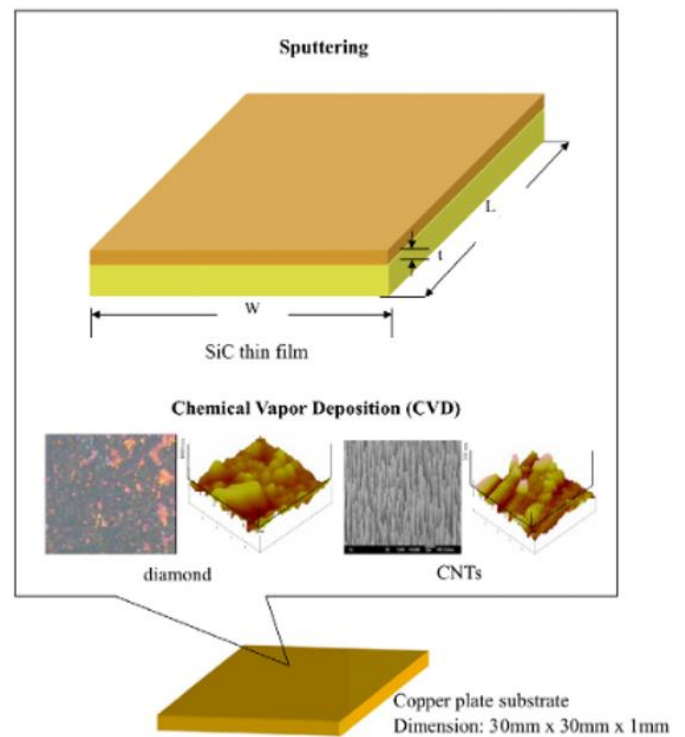 Sputtering
L
t
W
SiC thin film
Chemical Vapor Deposition (CVD)
diamond
CNTs
Copper plate substrate
Dimension: 30mm x 30mm x 1mm